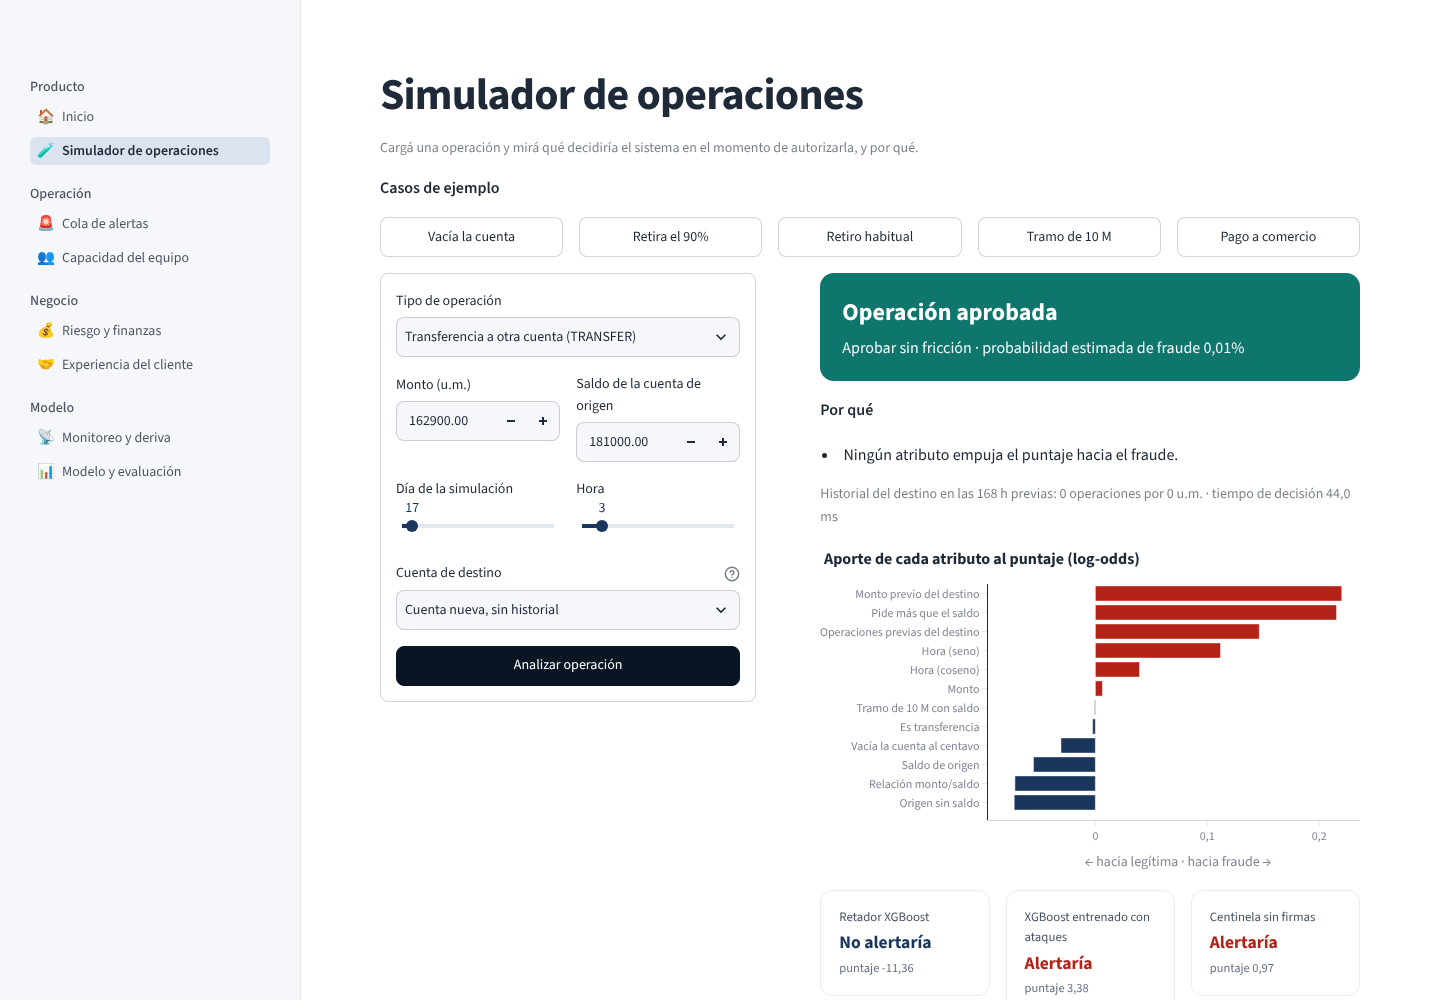 Producto
🏠 Inicio
🧪 Simulador de operaciones
Operación
🚨 Cola de alertas
👥 Capacidad del equipo
Negocio
💰 Riesgo y finanzas
🤝 Experiencia del cliente
Modelo
📡 Monitoreo y deriva
📊 Modelo y evaluación
Simulador de operaciones
Cargá una operación y mirá qué decidiría el sistema en el momento de autorizarla, y por qué.
Casos de ejemplo
Vacía la cuenta
Retira el 90%
Retiro habitual
Tramo de 10 M
Pago a comercio
Tipo de operación
Transferencia a otra cuenta (TRANSFER)
Monto (u.m.)
162900.00
Saldo de la cuenta de
origen
181000.00
Día de la simulación
17
Hora
3
Cuenta de destino
Cuenta nueva, sin historial
Analizar operación
Operación aprobada
Aprobar sin fricción · probabilidad estimada de fraude 0,01%
Por qué
• Ningún atributo empuja el puntaje hacia el fraude.
Historial del destino en las 168 h previas: 0 operaciones por 0 u.m. · tiempo de decisión 44,0
ms
Aporte de cada atributo al puntaje (log-odds)
Monto previo del destino
Pide más que el saldo
Operaciones previas del destino
Hora (seno)
Hora (coseno)
Monto
Tramo de 10 M con saldo
Es transferencia
Vacía la cuenta al centavo
Saldo de origen
Relación monto/saldo
Origen sin saldo
0 0,1 0,2
← hacia legítima · hacia fraude →
Retador XGBoost
No alertaría
puntaje -11,36
XGBoost entrenado con
ataques
Alertaría
puntaje 3,38
Centinela sin firmas
Alertaría
puntaje 0,97